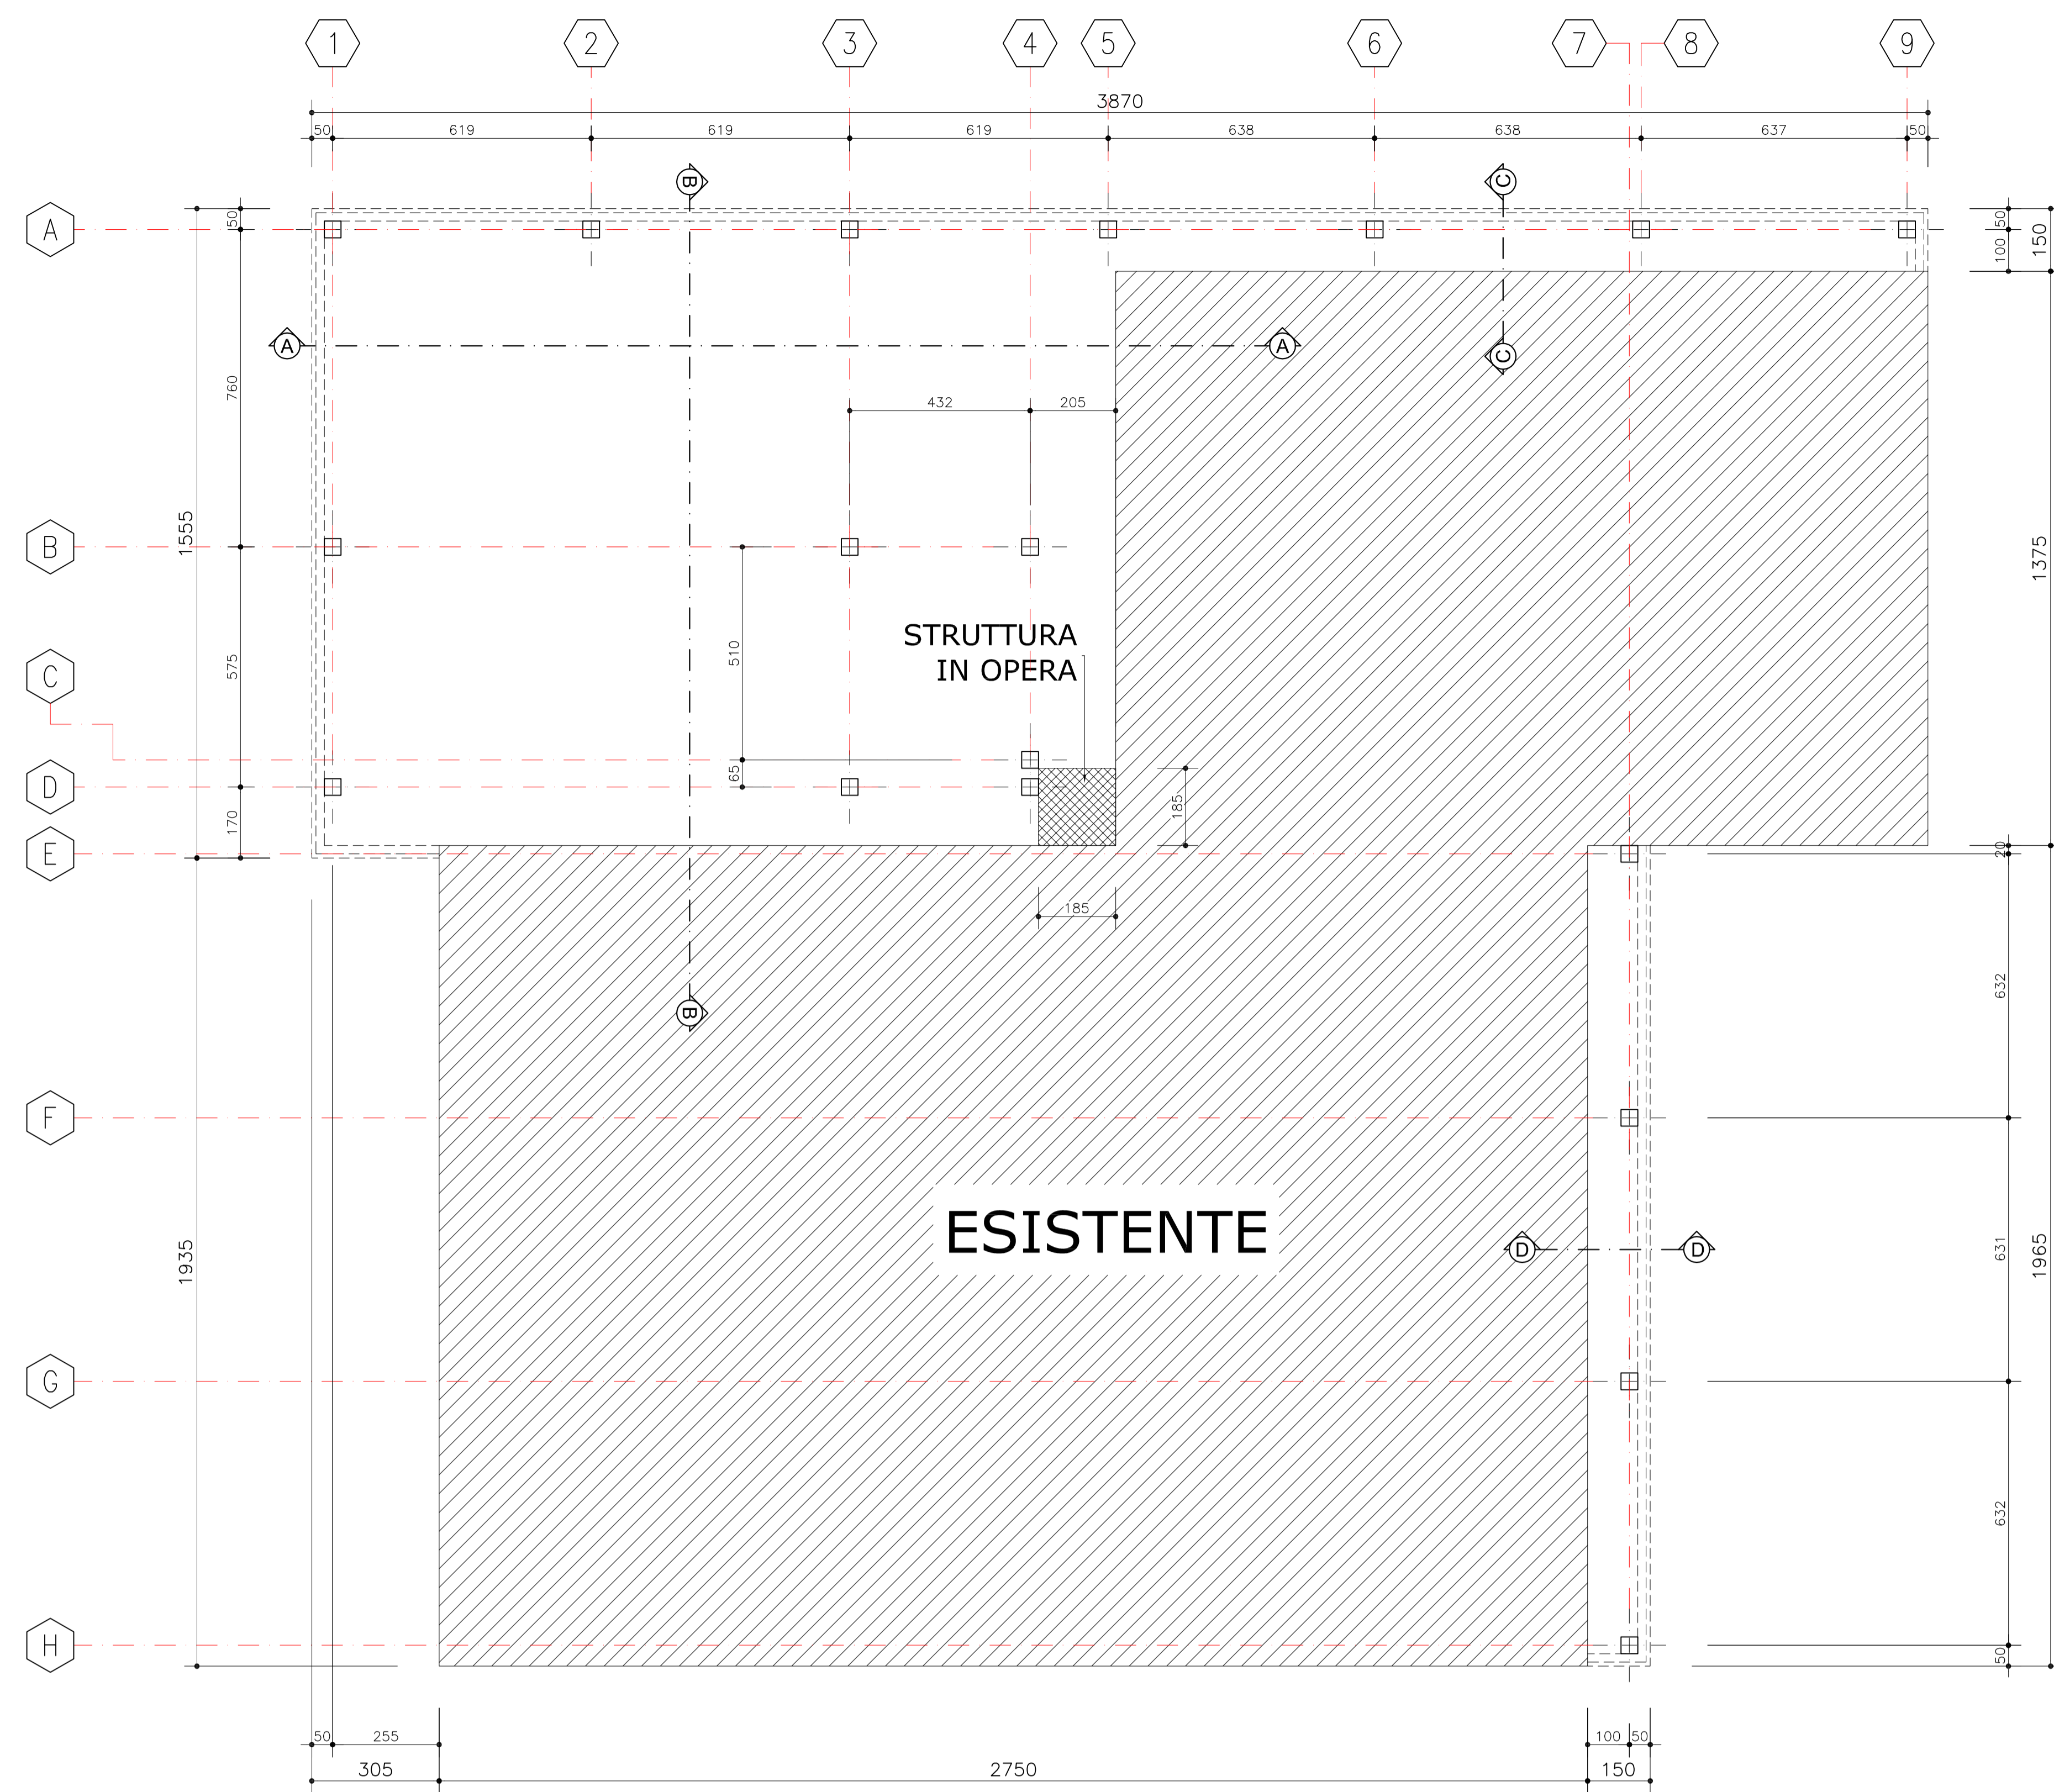 1 2 3 4 5 6 7 8 9
3870
50 619 619 619 638 638 637 50
B C
A
50
50
100
150
A A C
760
432 205
1555
B
1375
STRUTTURA
IN OPERA
510
575
C
65
D
185
170
E
20
185
632
B
F
ESISTENTE
D D
1935
631
1965
G
632
H
50
50 255 100 50
305 2750 150